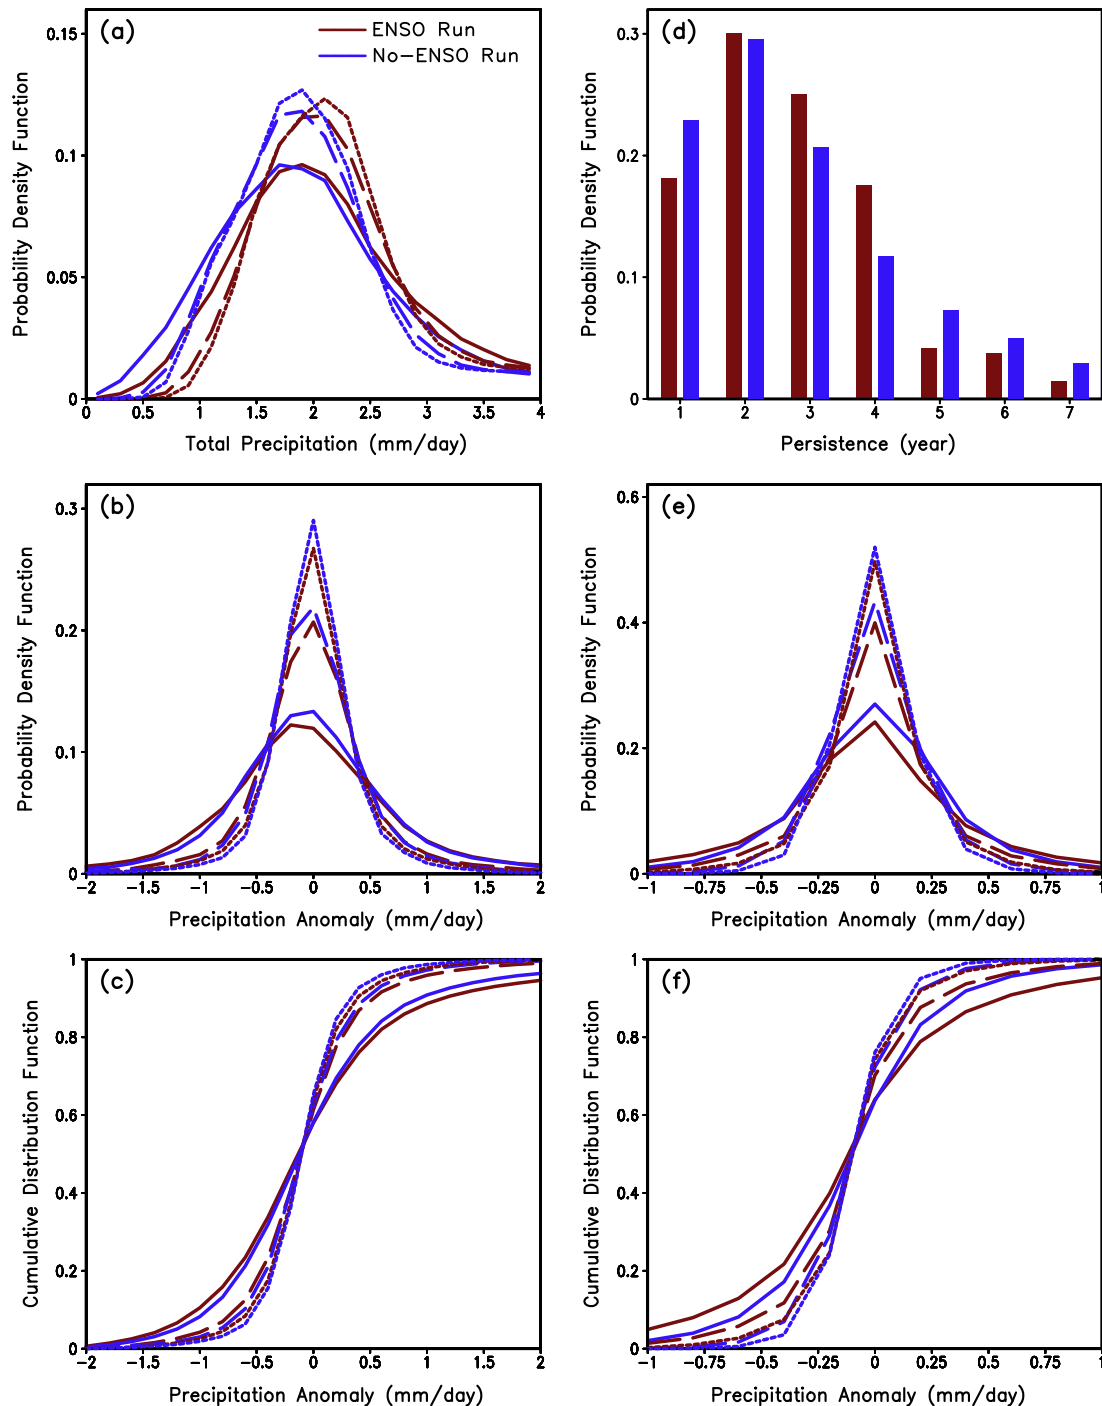 (a)
ENSO Run
No-ENSO Run
Probability Density Function
0.15
0.1
0.05
0
0 0.5 1 1.5 2 2.5 3 3.5 4
Total Precipitation (mm/day)
(d)
Probability Density Function
0.3
0.2
0.1
0
1 2 3 4 5 6 7
Persistence (year)
(b)
Probability Density Function
0.3
0.2
0.1
0
-2 -1.5 -1 -0.5 0 0.5 1 1.5 2
Precipitation Anomaly (mm/day)
(e)
Probability Density Function
0.6
0.4
0.2
0
-1 -0.75 -0.5 -0.25 0 0.25 0.5 0.75 1
Precipitation Anomaly (mm/day)
(c)
Cumulative Distribution Function
1
0.8
0.6
0.4
0.2
0
-2 -1.5 -1 -0.5 0 0.5 1 1.5 2
Precipitation Anomaly (mm/day)
(f)
Cumulative Distribution Function
1
0.8
0.6
0.4
0.2
0
-1 -0.75 -0.5 -0.25 0 0.25 0.5 0.75 1
Precipitation Anomaly (mm/day)